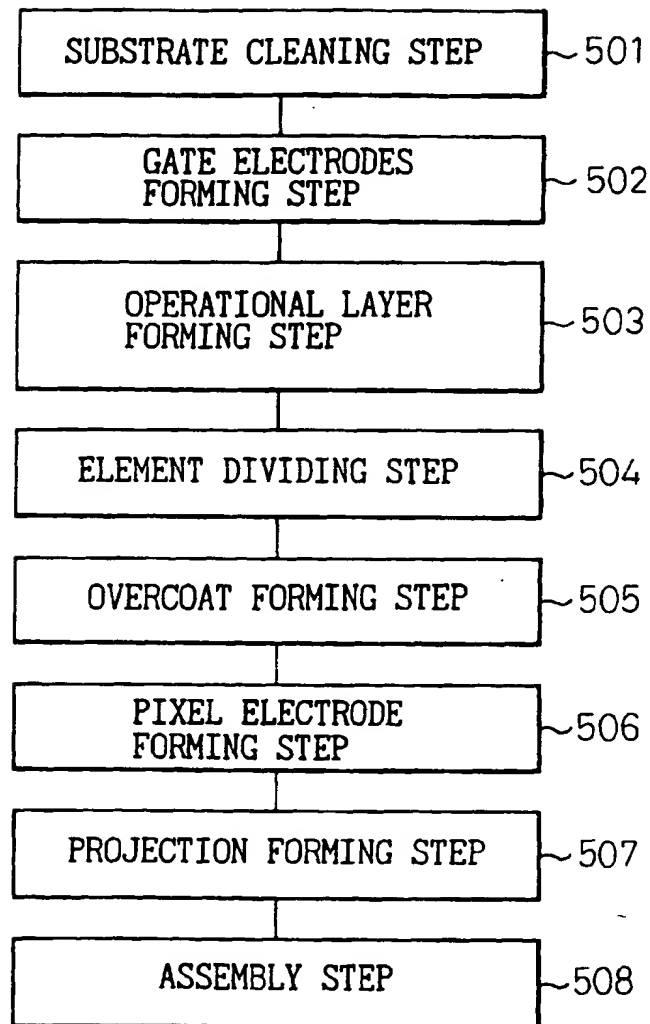 SUBSTRATE CLEANING STEP 501
GATE ELECTRODES
FORMING STEP 502
OPERATIONAL LAYER
FORMING STEP 503
ELEMENT DIVIDING STEP 504
OVERCOAT FORMING STEP 505
PIXEL ELECTRODE
FORMING STEP 506
PROJECTION FORMING STEP 507
ASSEMBLY STEP 508